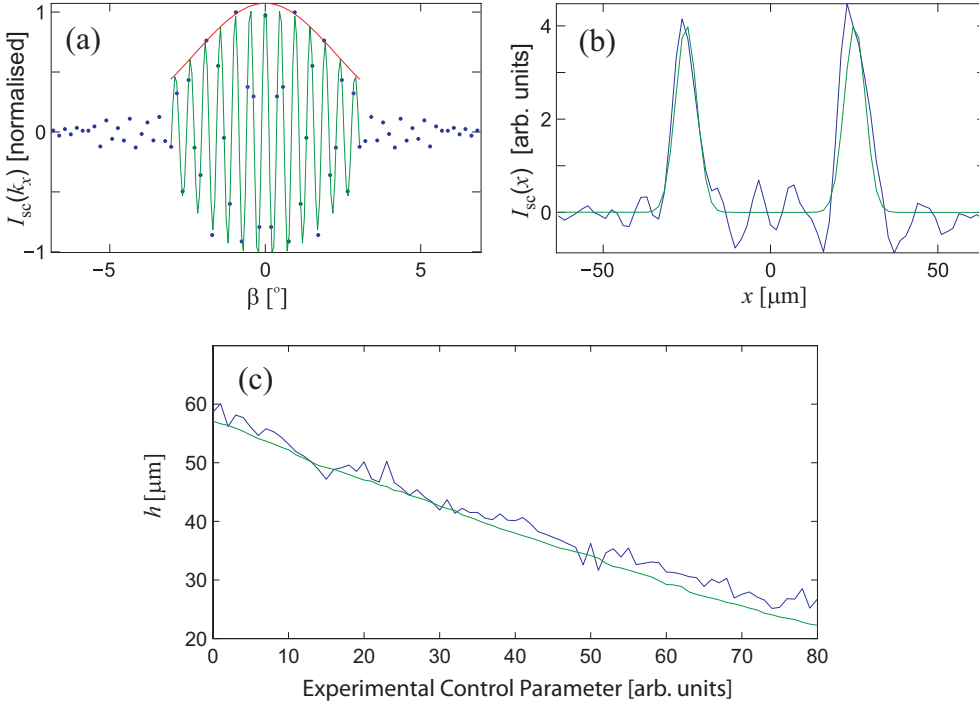 (a)
1
0
−1
I_sc(k_x) [normalised]
−5
0
5
β [°]
(b)
4
2
0
I_sc(x) [arb. units]
−50
0
50
x [μm]
(c)
60
50
40
30
20
h [μm]
0
10
20
30
40
50
60
70
80
Experimental Control Parameter [arb. units]